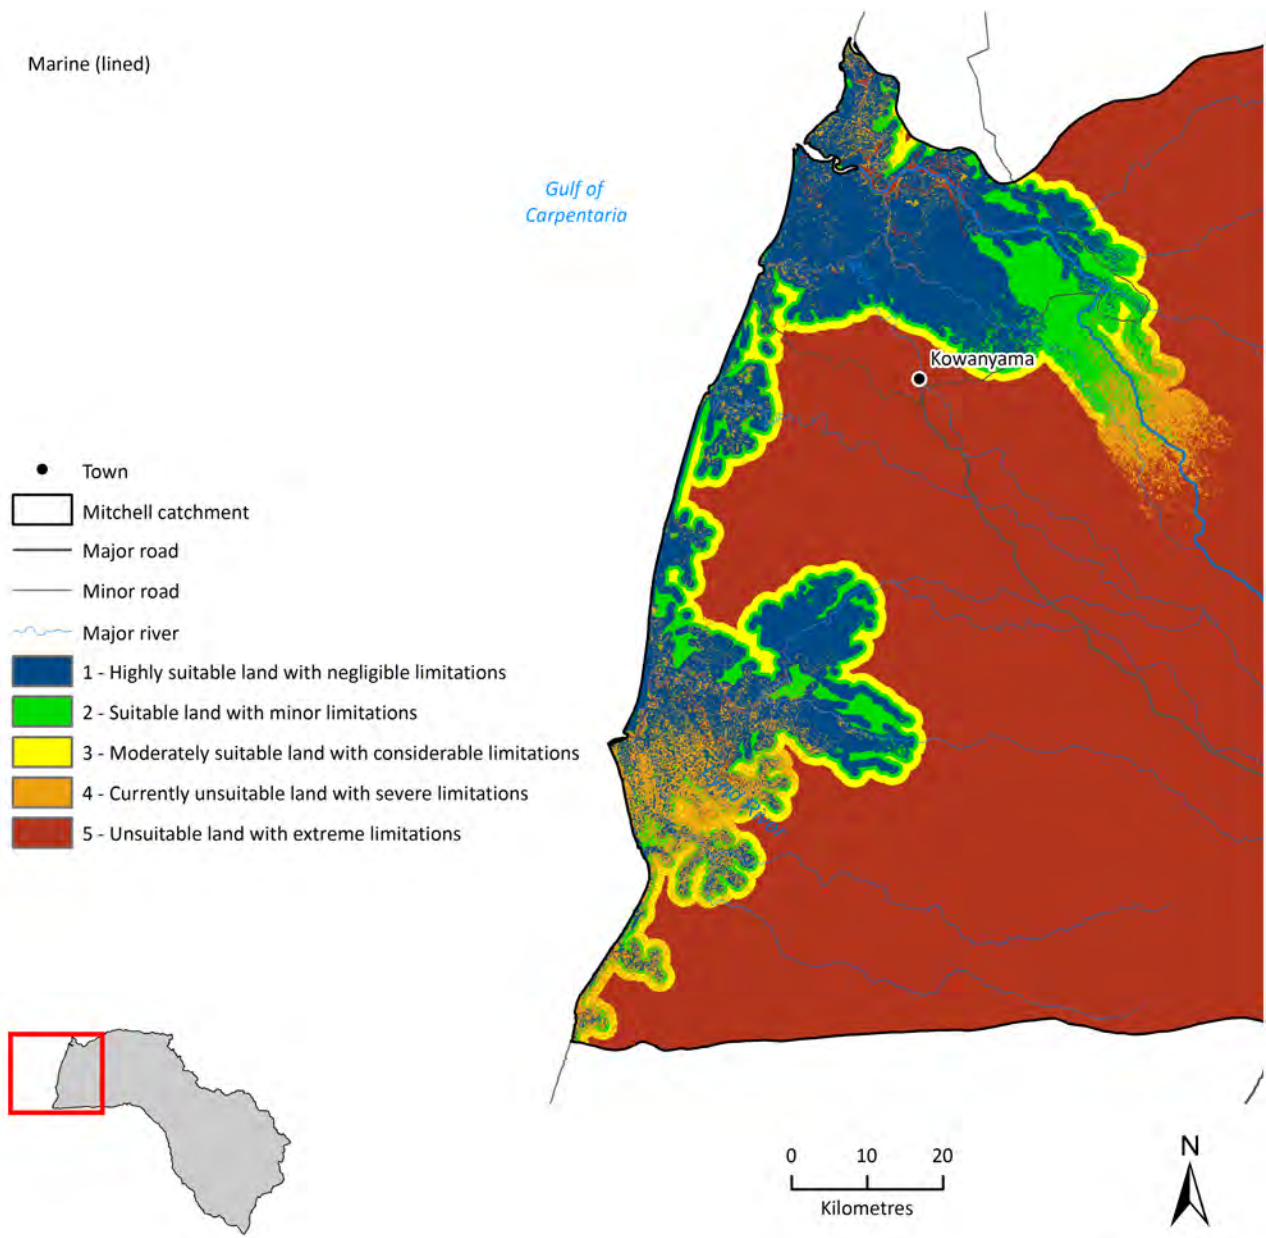 Marine (lined)
Gulf of
Carpentaria
Kowanyama
Town
Mitchell catchment
Major road
Minor road
Major river
1 - Highly suitable land with negligible limitations
2 - Suitable land with minor limitations
3 - Moderately suitable land with considerable limitations
4 - Currently unsuitable land with severe limitations
5 - Unsuitable land with extreme limitations
River
0 10 20
Kilometres
N